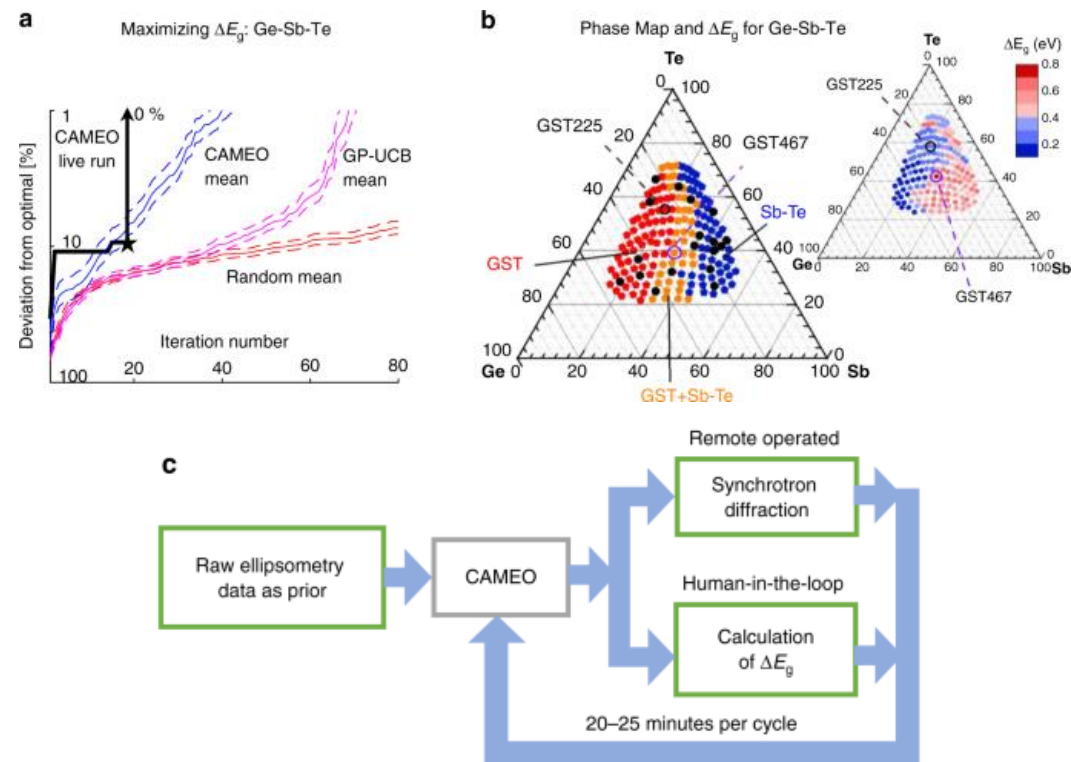 a
Maximizing ΔEg: Ge-Sb-Te
Deviation from optimal [%]
1
10
100
CAMEO
live run
0 %
CAMEO
mean
GP-UCB
mean
Random mean
Iteration number
0
20
40
60
80
b
Phase Map and ΔEg for Ge-Sb-Te
Te
0 100
GST225
20 80
GST467
40 60
Sb-Te
60 40
GST
80 20
100 0
Ge 0 20 40 60 80 100 Sb
GST+Sb-Te
Te
0 100
GST225
20 80
40 60
60 40
80 20
100 0
Ge 0 50 100 Sb
GST467
ΔEg (eV)
0.8
0.6
0.4
0.2
c
Raw ellipsometry
data as prior
CAMEO
Remote operated
Synchrotron
diffraction
Human-in-the-loop
Calculation
of ΔEg
20–25 minutes per cycle